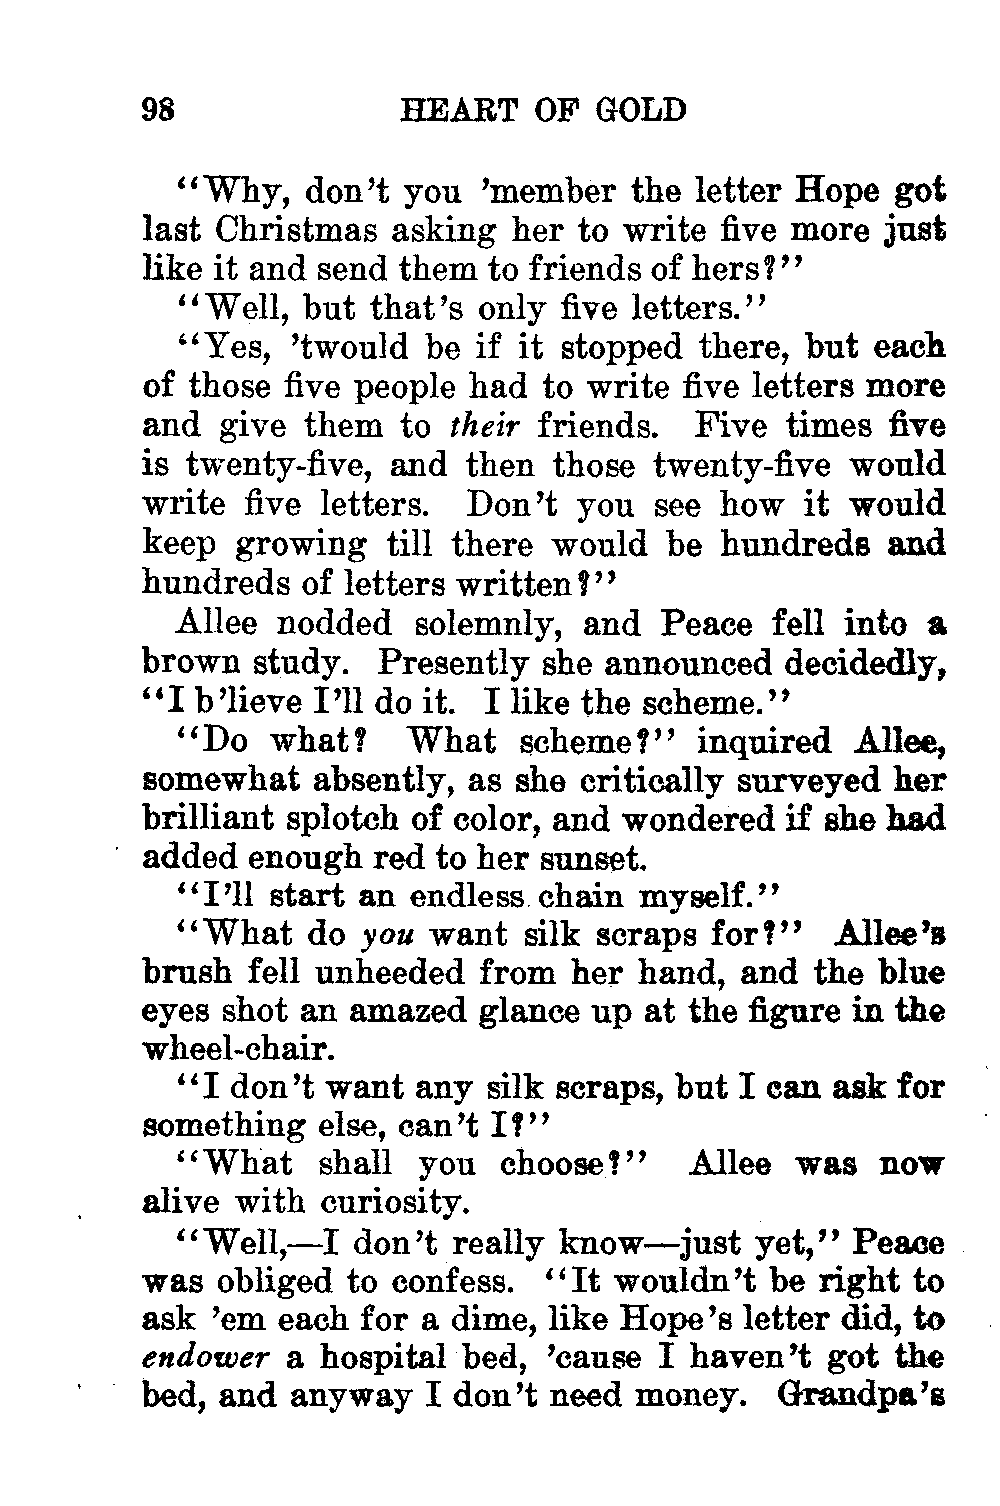 98 HEART OF GOLD
“Why, don’t you ’member the letter Hope got
last Christmas asking her to write five more just
like it and send them to friends of hers?”
“Well, but that’s only five letters.”
“Yes, ’twould be if it stopped there, but each
of those five people had to write five letters more
and give them to their friends. Five times five
is twenty-five, and then those twenty-five would
write five letters. Don’t you see how it would
keep growing till there would be hundreds and
hundreds of letters written?”
Allee nodded solemnly, and Peace fell into a
brown study. Presently she announced decidedly,
“I b’lieve I’ll do it. I like the scheme.”
“Do what? What scheme?” inquired Allee,
somewhat absently, as she critically surveyed her
brilliant splotch of color, and wondered if she had
added enough red to her sunset.
“I’ll start an endless chain myself.”
“What do you want silk scraps for?” Allee’s
brush fell unheeded from her hand, and the blue
eyes shot an amazed glance up at the figure in the
wheel-chair.
“I don’t want any silk scraps, but I can ask for
something else, can’t I?”
“What shall you choose?” Allee was now
alive with curiosity.
“Well,—I don’t really know—just yet,” Peace
was obliged to confess. “It wouldn’t be right to
ask ’em each for a dime, like Hope’s letter did, to
endower a hospital bed, ’cause I haven’t got the
bed, and anyway I don’t need money. Grandpa’s